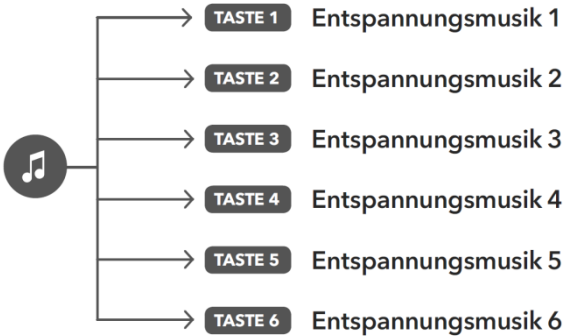 TASTE 1 Entspannungsmusik 1
TASTE 2 Entspannungsmusik 2
TASTE 3 Entspannungsmusik 3
TASTE 4 Entspannungsmusik 4
TASTE 5 Entspannungsmusik 5
TASTE 6 Entspannungsmusik 6